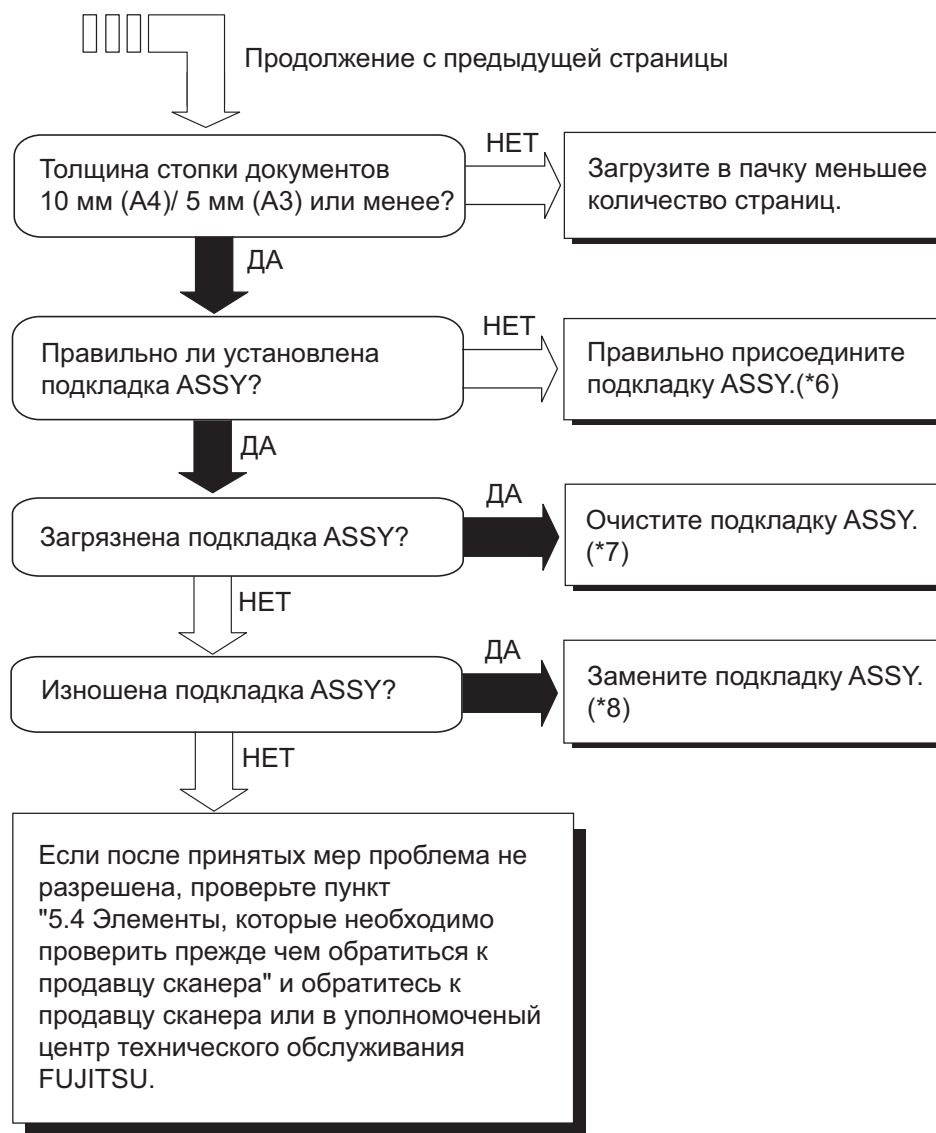 Продолжение с предыдущей страницы
Толщина стопки документов
10 мм (А4)/ 5 мм (А3) или менее?
НЕТ
Загрузите в пачку меньшее
количество страниц.
ДА
Правильно ли установлена
подкладка ASSY?
НЕТ
Правильно присоедините
подкладку ASSY.(*6)
ДА
Загрязнена подкладка ASSY?
ДА
Очистите подкладку ASSY.
(*7)
НЕТ
Изношена подкладка ASSY?
ДА
Замените подкладку ASSY.
(*8)
НЕТ
Если после принятых мер проблема не
разрешена, проверьте пункт
"5.4 Элементы, которые необходимо
проверить прежде чем обратиться к
продавцу сканера" и обратитесь к
продавцу сканера или в уполномоченый
центр технического обслуживания
FUJITSU.